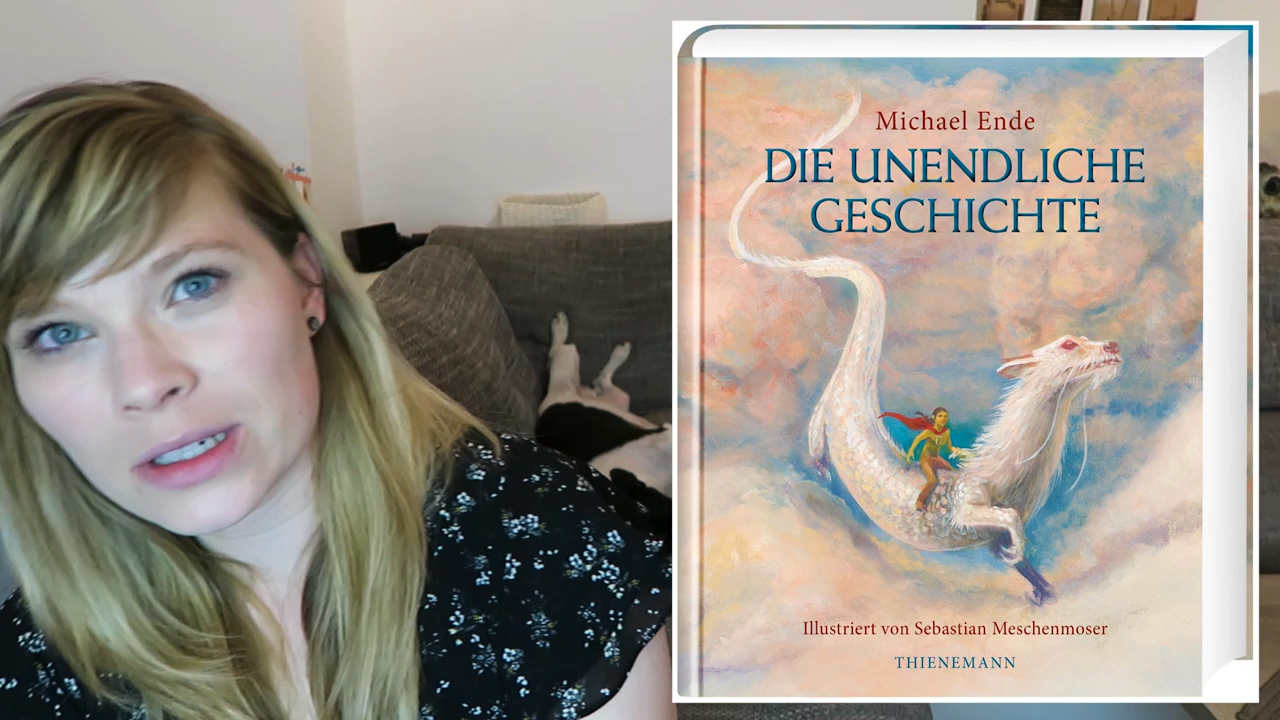 Michael Ende
DIE UNENDLICHE
GESCHICHTE
Illustriert von Sebastian Meschenmoser
THIENEMANN